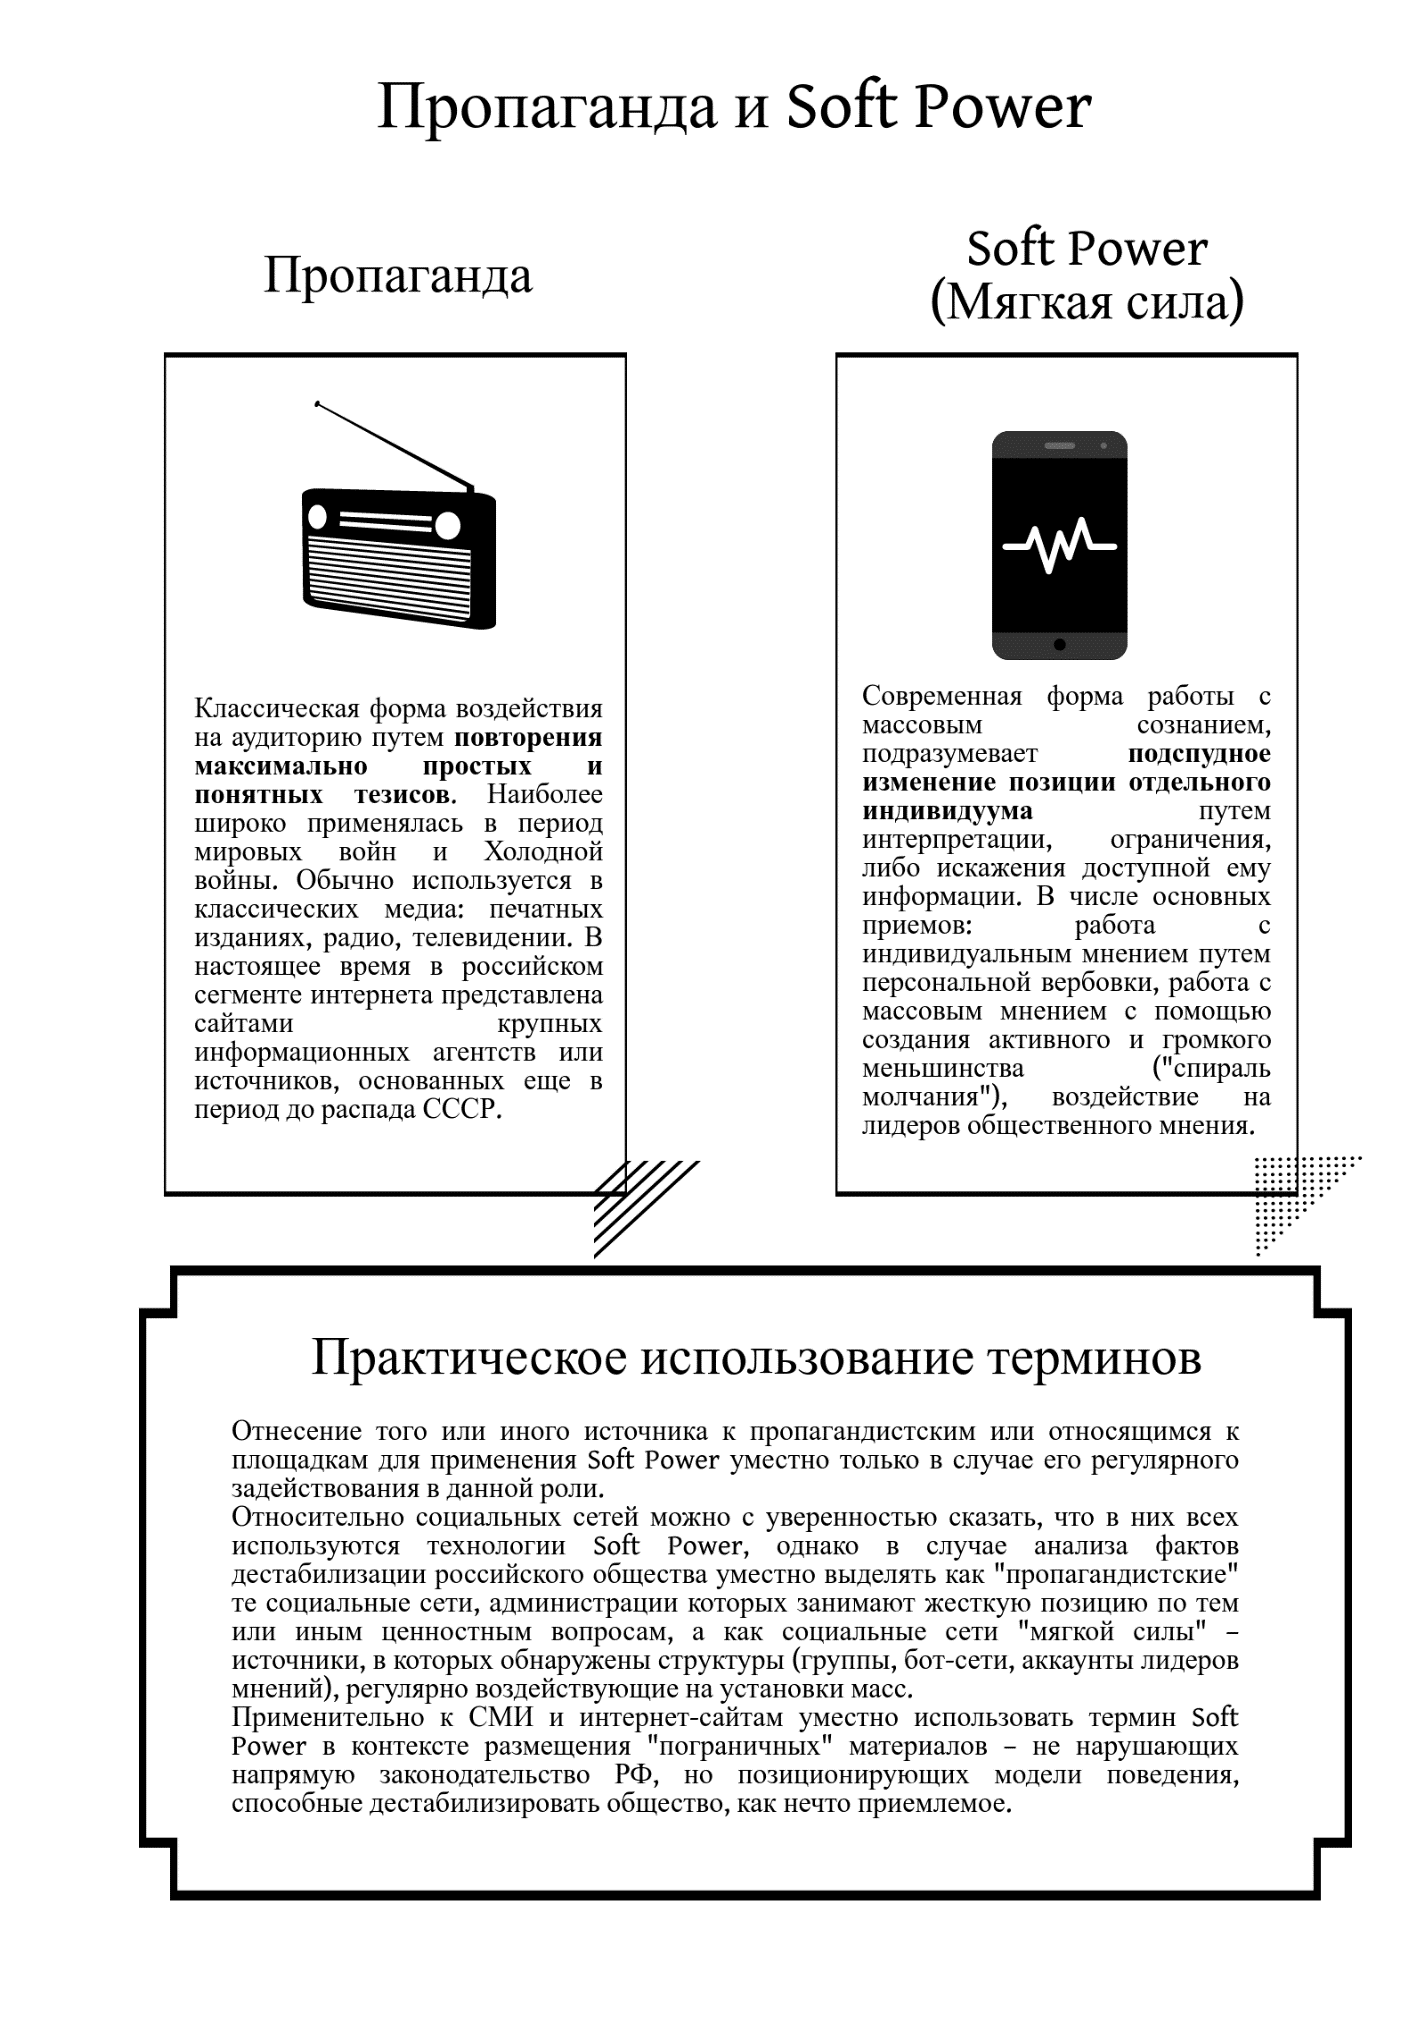 Пропаганда и Soft Power
Пропаганда
Классическая форма воздействия
на аудиторию путем повторения
максимально простых и
понятных тезисов. Наиболее
широко применялась в период
мировых войн и Холодной
войны. Обычно используется в
классических медиа: печатных
изданиях, радио, телевидении. В
настоящее время в российском
сегменте интернета представлена
сайтами крупных
информационных агентств или
источников, основанных еще в
период до распада СССР.
Soft Power
(Мягкая сила)
Современная форма работы с
массовым сознанием,
подразумевает подспудное
изменение позиции отдельного
индивидуума путем
интерпретации, ограничения,
либо искажения доступной ему
информации. В числе основных
приемов: работа с
индивидуальным мнением путем
персональной вербовки, работа с
массовым мнением с помощью
создания активного и громкого
меньшинства ("спираль
молчания"), воздействие на
лидеров общественного мнения.
Практическое использование терминов
Отнесение того или иного источника к пропагандистским или относящимся к
площадкам для применения Soft Power уместно только в случае его регулярного
задействования в данной роли.
Относительно социальных сетей можно с уверенностью сказать, что в них всех
используются технологии Soft Power, однако в случае анализа фактов
дестабилизации российского общества уместно выделять как "пропагандистские"
те социальные сети, администрации которых занимают жесткую позицию по тем
или иным ценностным вопросам, а как социальные сети "мягкой силы" –
источники, в которых обнаружены структуры (группы, бот-сети, аккаунты лидеров
мнений), регулярно воздействующие на установки масс.
Применительно к СМИ и интернет-сайтам уместно использовать термин Soft
Power в контексте размещения "пограничных" материалов – не нарушающих
напрямую законодательство РФ, но позиционирующих модели поведения,
способные дестабилизировать общество, как нечто приемлемое.